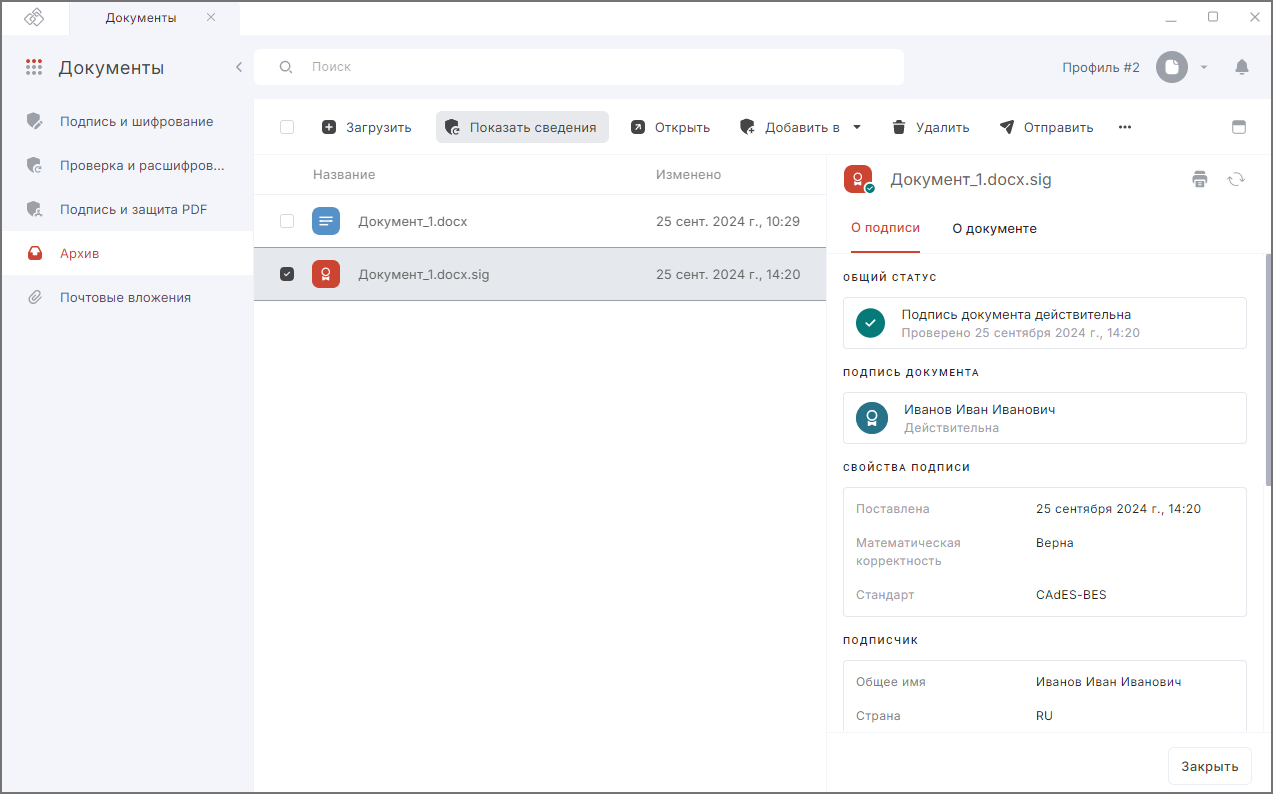 Документы
Документы
Поиск
Профиль #2
Подпись и шифрование
Проверка и расшифров...
Подпись и защита PDF
Архив
Почтовые вложения
Загрузить
Показать сведения
Открыть
Добавить в
Удалить
Отправить
Название
Изменено
Документ_1.docx
25 сент. 2024 г., 10:29
Документ_1.docx.sig
25 сент. 2024 г., 14:20
Документ_1.docx.sig
О подписи
О документе
ОБЩИЙ СТАТУС
Подпись документа действительна
Проверено 25 сентября 2024 г., 14:20
ПОДПИСЬ ДОКУМЕНТА
Иванов Иван Иванович
Действительна
СВОЙСТВА ПОДПИСИ
Поставлена
25 сентября 2024 г., 14:20
Математическая
корректность
Верна
Стандарт
CAdES-BES
ПОДПИСЧИК
Общее имя
Иванов Иван Иванович
Страна
RU
Закрыть